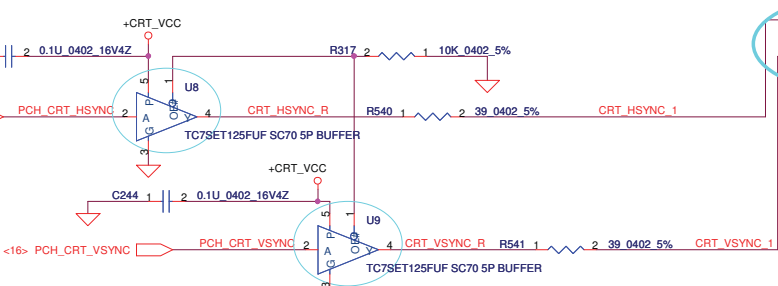 +CRT_VCC
2 0.1U_0402_16V4Z
R317 2 1 10K_0402_5%
5 1 U8
P OE#
PCH_CRT_HSYNC 2 A Y 4 CRT_HSYNC_R R540 1 2 39_0402_5% CRT_HSYNC_1
G
TC7SET125FUF SC70 5P BUFFER
3
+CRT_VCC
C244 1 2 0.1U_0402_16V4Z
5 1 U9
P OE#
<16> PCH_CRT_VSYNC PCH_CRT_VSYNC 2 A Y 4 CRT_VSYNC_R R541 1 2 39_0402_5% CRT_VSYNC_1
G
TC7SET125FUF SC70 5P BUFFER
3